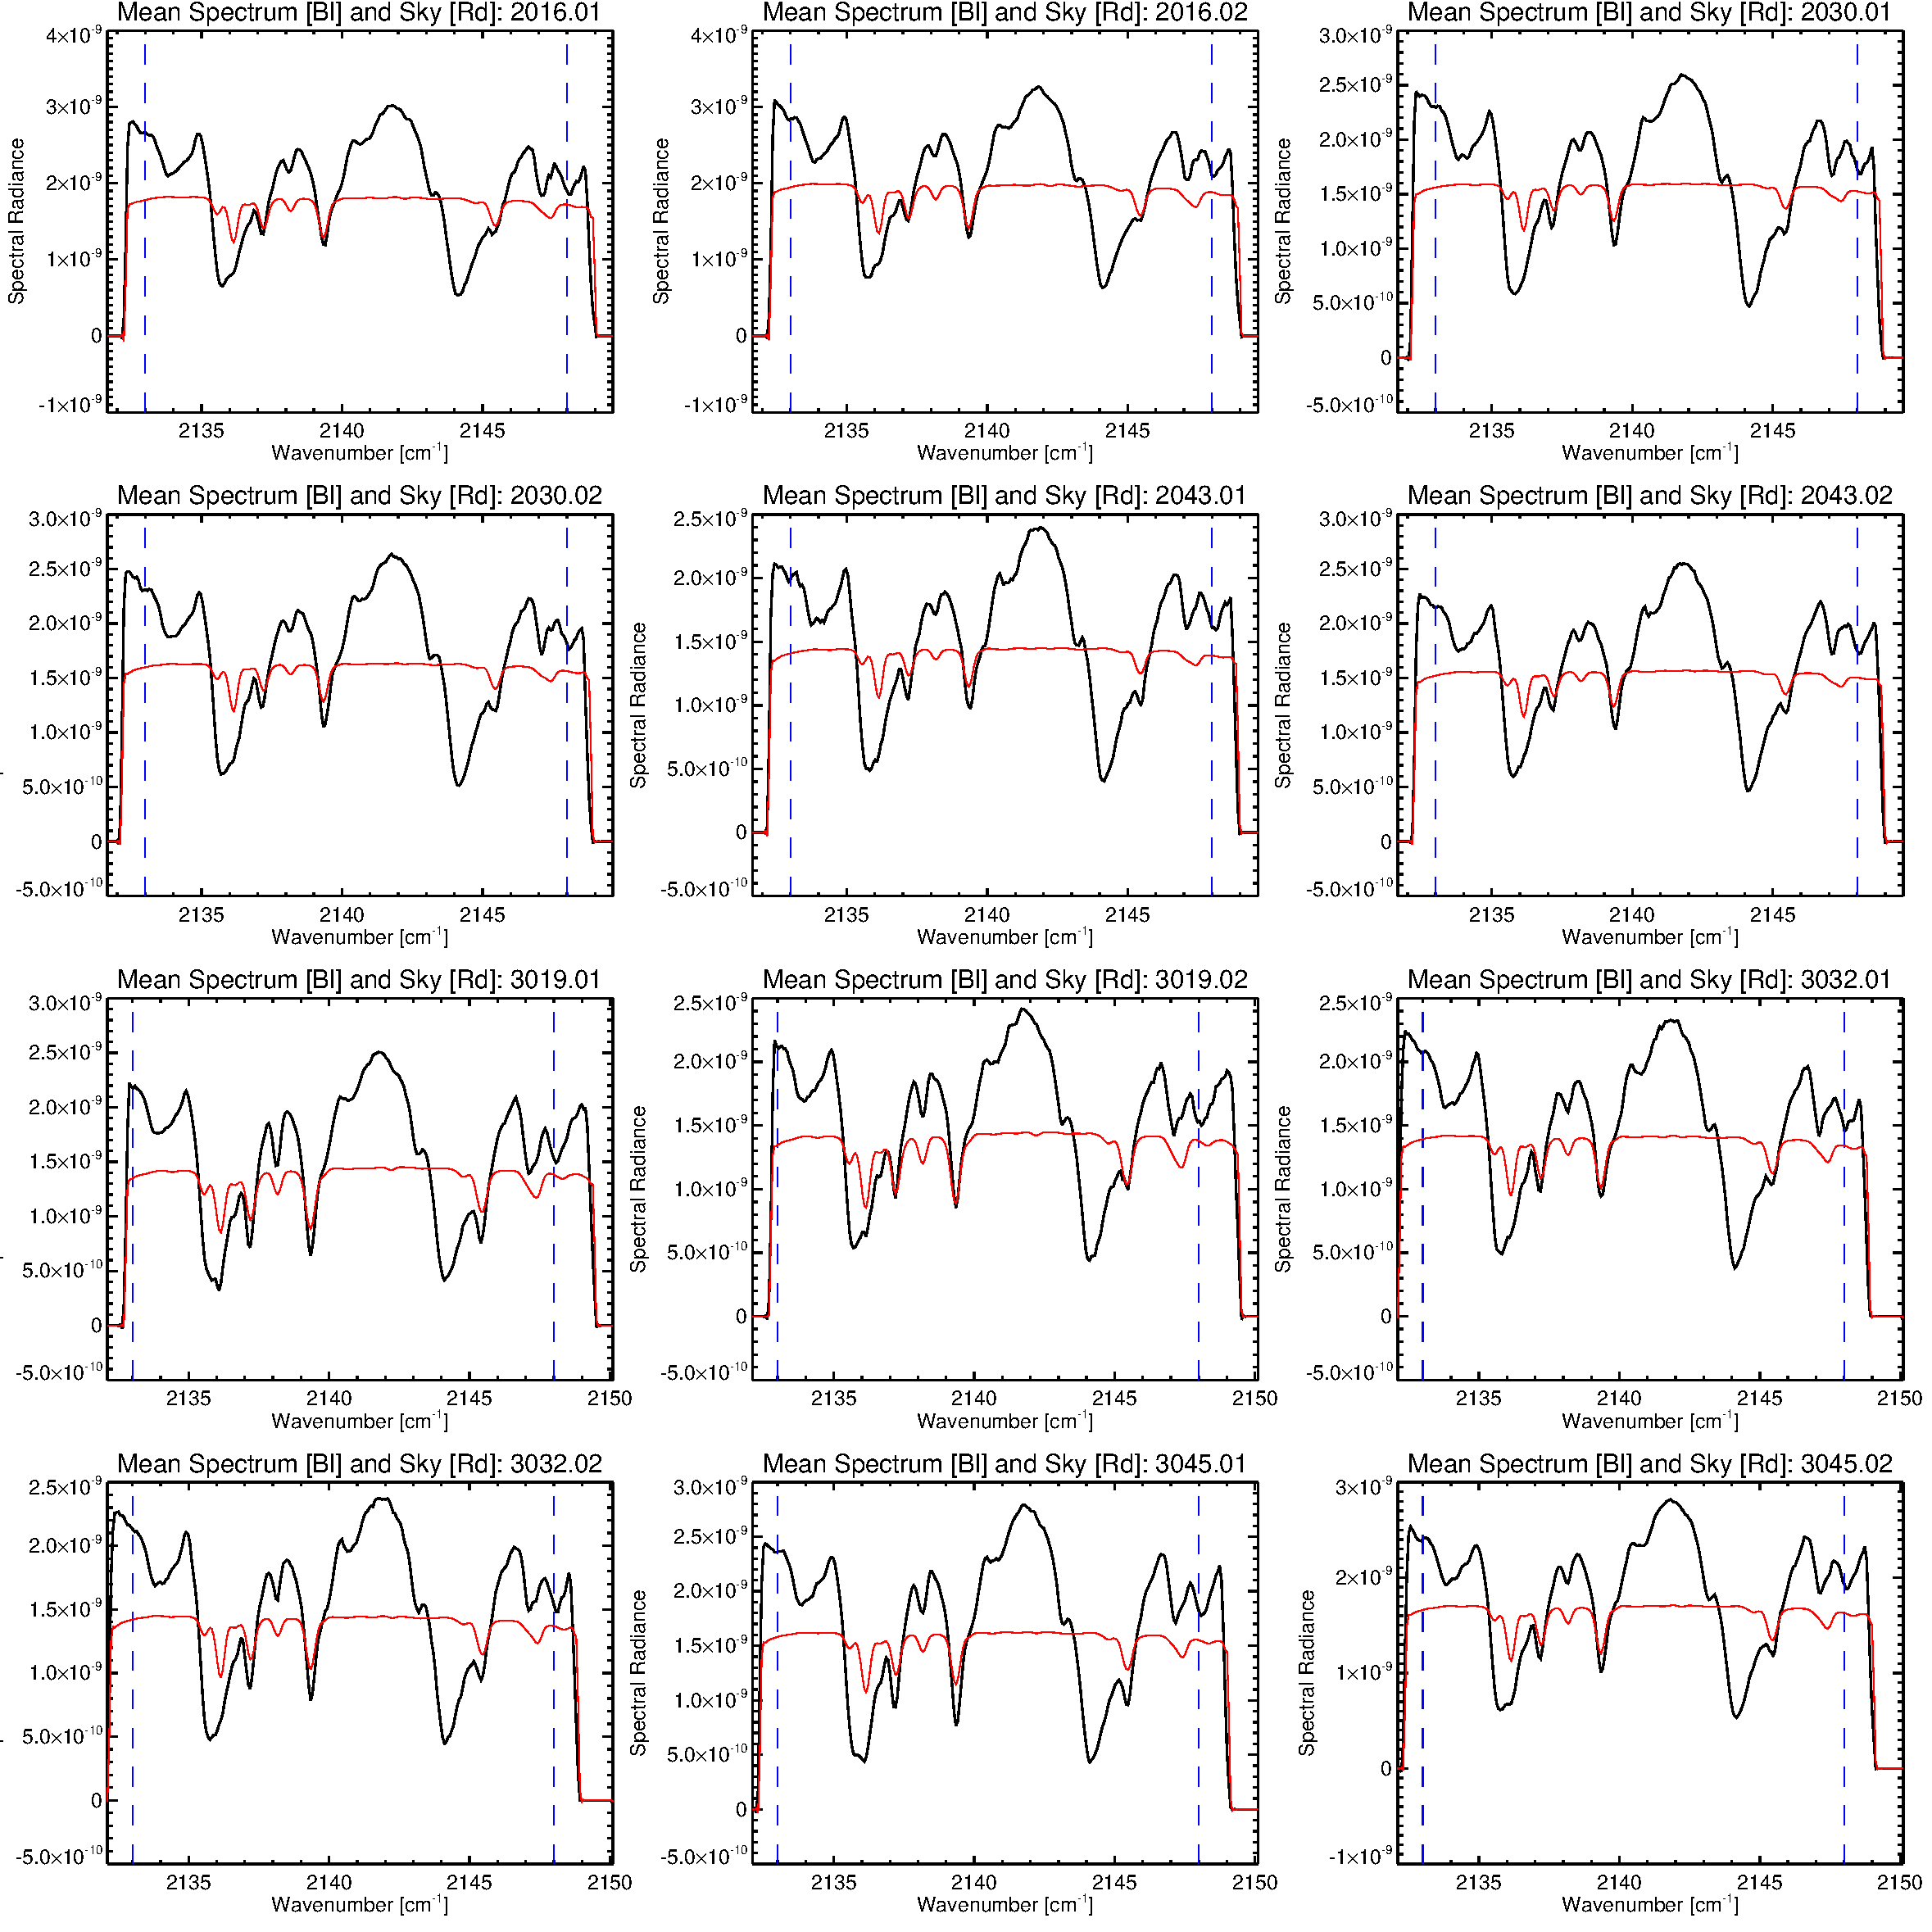 Mean Spectrum [Bl] and Sky [Rd]: 2016.01
4×10⁻⁹
3×10⁻⁹
2×10⁻⁹
1×10⁻⁹
0
-1×10⁻⁹
Spectral Radiance
2135 2140 2145
Wavenumber [cm⁻¹]
Mean Spectrum [Bl] and Sky [Rd]: 2016.02
4×10⁻⁹
3×10⁻⁹
2×10⁻⁹
1×10⁻⁹
0
-1×10⁻⁹
Spectral Radiance
2135 2140 2145
Wavenumber [cm⁻¹]
Mean Spectrum [Bl] and Sky [Rd]: 2030.01
3.0×10⁻⁹
2.5×10⁻⁹
2.0×10⁻⁹
1.5×10⁻⁹
1.0×10⁻⁹
5.0×10⁻¹⁰
0
-5.0×10⁻¹⁰
Spectral Radiance
2135 2140 2145
Wavenumber [cm⁻¹]
Mean Spectrum [Bl] and Sky [Rd]: 2030.02
3.0×10⁻⁹
2.5×10⁻⁹
2.0×10⁻⁹
1.5×10⁻⁹
1.0×10⁻⁹
5.0×10⁻¹⁰
0
-5.0×10⁻¹⁰
2135 2140 2145
Wavenumber [cm⁻¹]
Mean Spectrum [Bl] and Sky [Rd]: 2043.01
2.5×10⁻⁹
2.0×10⁻⁹
1.5×10⁻⁹
1.0×10⁻⁹
5.0×10⁻¹⁰
0
-5.0×10⁻¹⁰
Spectral Radiance
2135 2140 2145
Wavenumber [cm⁻¹]
Mean Spectrum [Bl] and Sky [Rd]: 2043.02
3.0×10⁻⁹
2.5×10⁻⁹
2.0×10⁻⁹
1.5×10⁻⁹
1.0×10⁻⁹
5.0×10⁻¹⁰
0
-5.0×10⁻¹⁰
Spectral Radiance
2135 2140 2145
Wavenumber [cm⁻¹]
Mean Spectrum [Bl] and Sky [Rd]: 3019.01
3.0×10⁻⁹
2.5×10⁻⁹
2.0×10⁻⁹
1.5×10⁻⁹
1.0×10⁻⁹
5.0×10⁻¹⁰
0
-5.0×10⁻¹⁰
2135 2140 2145 2150
Wavenumber [cm⁻¹]
Mean Spectrum [Bl] and Sky [Rd]: 3019.02
2.5×10⁻⁹
2.0×10⁻⁹
1.5×10⁻⁹
1.0×10⁻⁹
5.0×10⁻¹⁰
0
-5.0×10⁻¹⁰
Spectral Radiance
2135 2140 2145 2150
Wavenumber [cm⁻¹]
Mean Spectrum [Bl] and Sky [Rd]: 3032.01
2.5×10⁻⁹
2.0×10⁻⁹
1.5×10⁻⁹
1.0×10⁻⁹
5.0×10⁻¹⁰
0
-5.0×10⁻¹⁰
Spectral Radiance
2135 2140 2145 2150
Wavenumber [cm⁻¹]
Mean Spectrum [Bl] and Sky [Rd]: 3032.02
2.5×10⁻⁹
2.0×10⁻⁹
1.5×10⁻⁹
1.0×10⁻⁹
5.0×10⁻¹⁰
0
-5.0×10⁻¹⁰
2135 2140 2145 2150
Wavenumber [cm⁻¹]
Mean Spectrum [Bl] and Sky [Rd]: 3045.01
3.0×10⁻⁹
2.5×10⁻⁹
2.0×10⁻⁹
1.5×10⁻⁹
1.0×10⁻⁹
5.0×10⁻¹⁰
0
-5.0×10⁻¹⁰
Spectral Radiance
2135 2140 2145 2150
Wavenumber [cm⁻¹]
Mean Spectrum [Bl] and Sky [Rd]: 3045.02
3×10⁻⁹
2×10⁻⁹
1×10⁻⁹
0
-1×10⁻⁹
Spectral Radiance
2135 2140 2145 2150
Wavenumber [cm⁻¹]